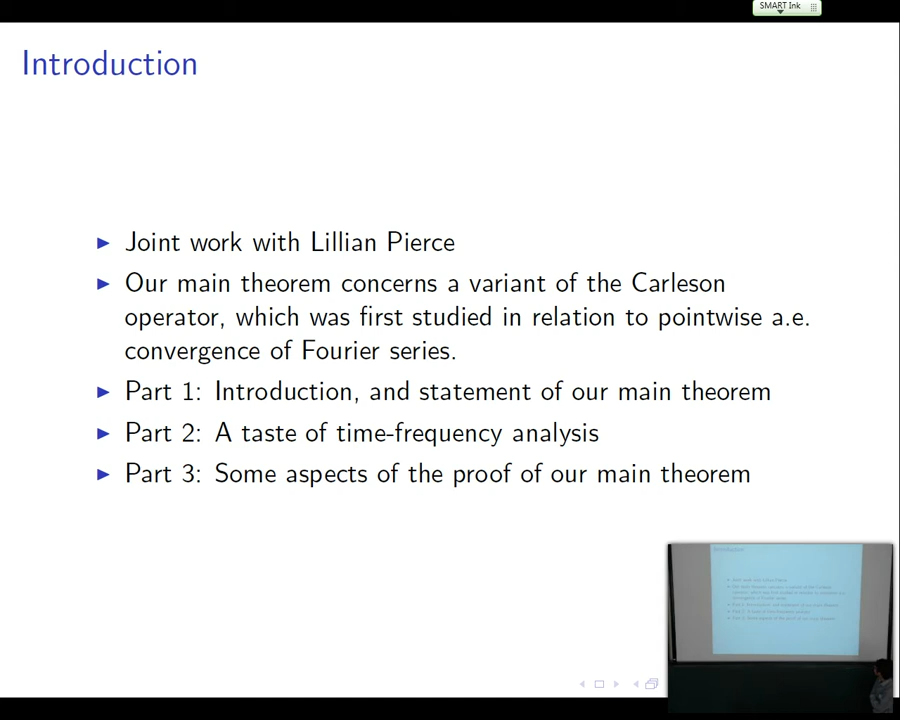 SMART Ink
Introduction
Joint work with Lillian Pierce
Our main theorem concerns a variant of the Carleson
operator, which was first studied in relation to pointwise a.e.
convergence of Fourier series.
Part 1: Introduction, and statement of our main theorem
Part 2: A taste of time-frequency analysis
Part 3: Some aspects of the proof of our main theorem